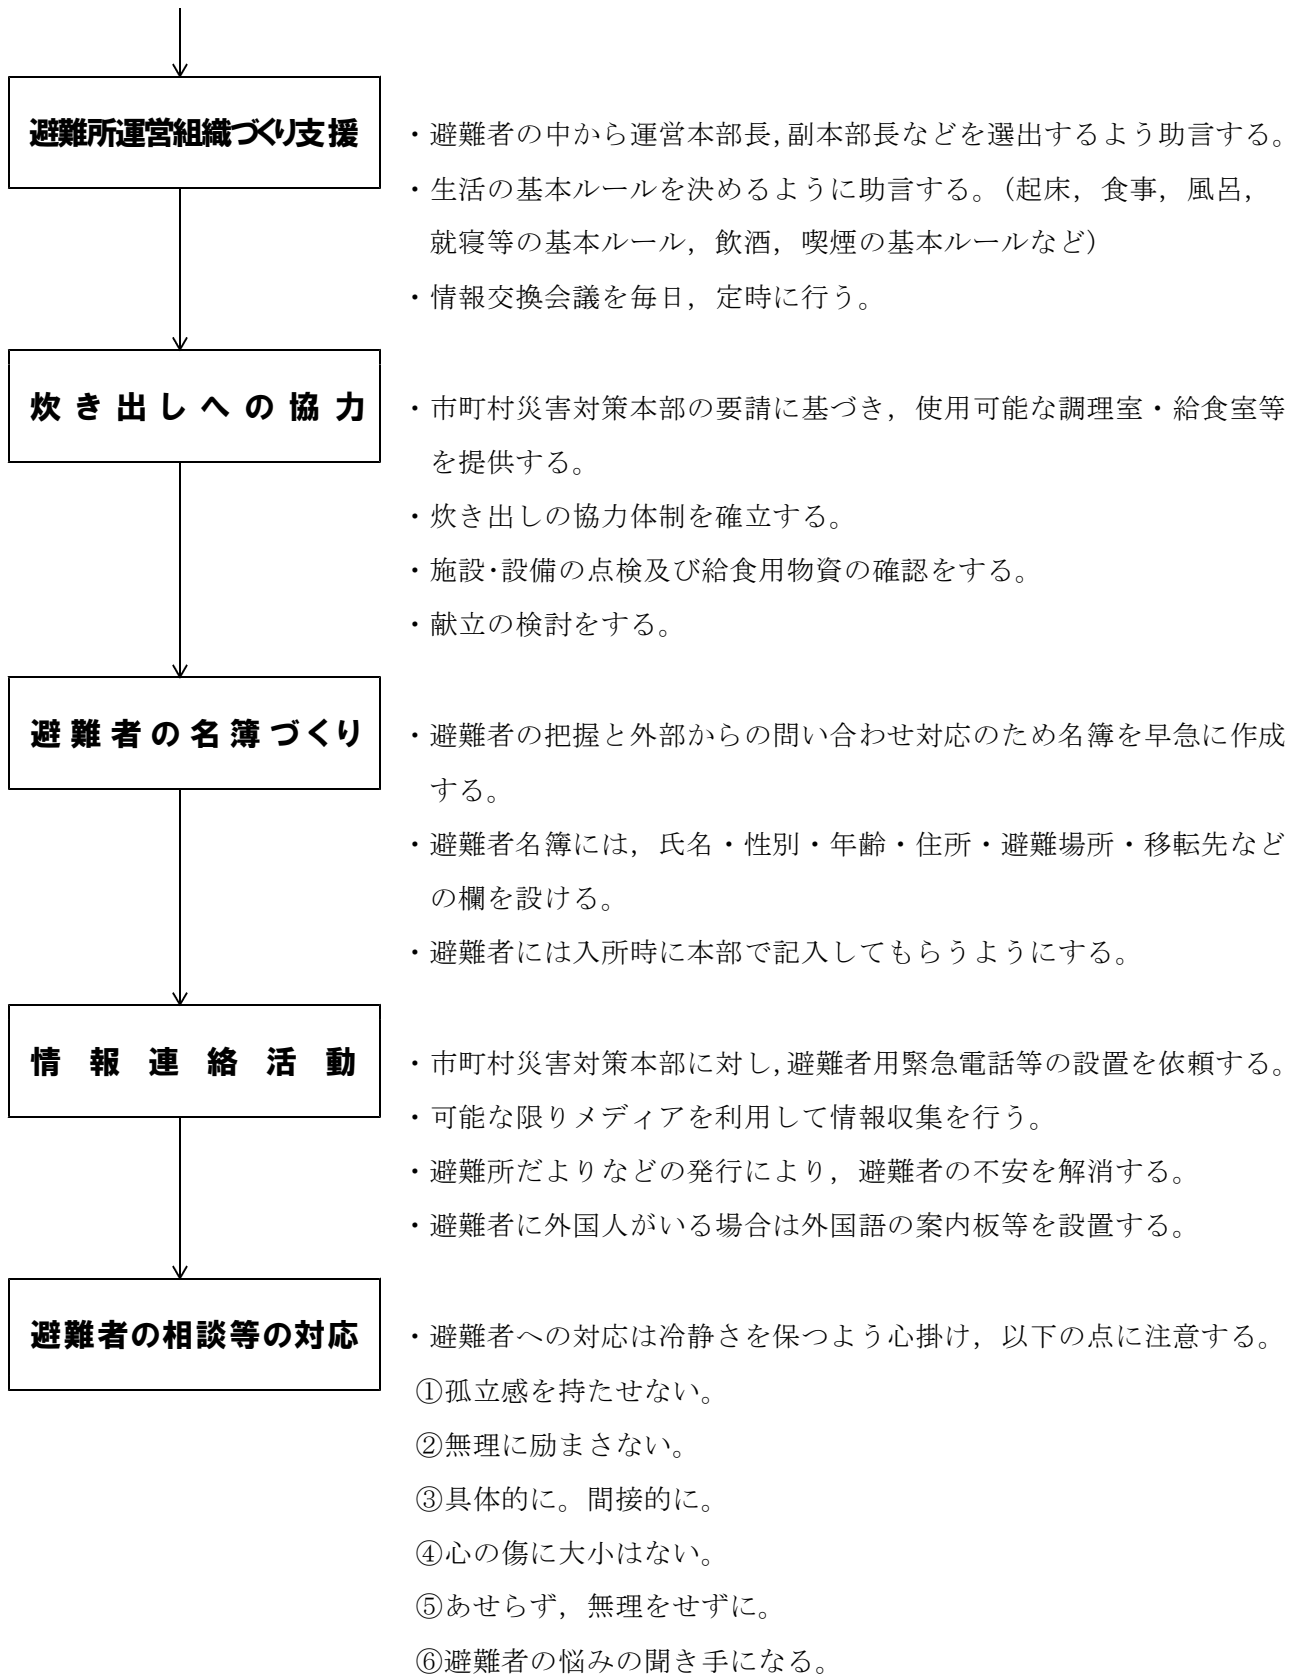 避難所運営組織づくり支援
・避難者の中から運営本部長,副本部長などを選出するよう助言する。
・生活の基本ルールを決めるように助言する。（起床，食事，風呂，
就寝等の基本ルール，飲酒，喫煙の基本ルールなど）
・情報交換会議を毎日，定時に行う。
炊き出しへの協力
・市町村災害対策本部の要請に基づき，使用可能な調理室・給食室等
を提供する。
・炊き出しの協力体制を確立する。
・施設･設備の点検及び給食用物資の確認をする。
・献立の検討をする。
避難者の名簿づくり
・避難者の把握と外部からの問い合わせ対応のため名簿を早急に作成
する。
・避難者名簿には，氏名・性別・年齢・住所・避難場所・移転先など
の欄を設ける。
・避難者には入所時に本部で記入してもらうようにする。
情報連絡活動
・市町村災害対策本部に対し,避難者用緊急電話等の設置を依頼する。
・可能な限りメディアを利用して情報収集を行う。
・避難所だよりなどの発行により，避難者の不安を解消する。
・避難者に外国人がいる場合は外国語の案内板等を設置する。
避難者の相談等の対応
・避難者への対応は冷静さを保つよう心掛け，以下の点に注意する。
①孤立感を持たせない。
②無理に励まさない。
③具体的に。間接的に。
④心の傷に大小はない。
⑤あせらず，無理をせずに。
⑥避難者の悩みの聞き手になる。